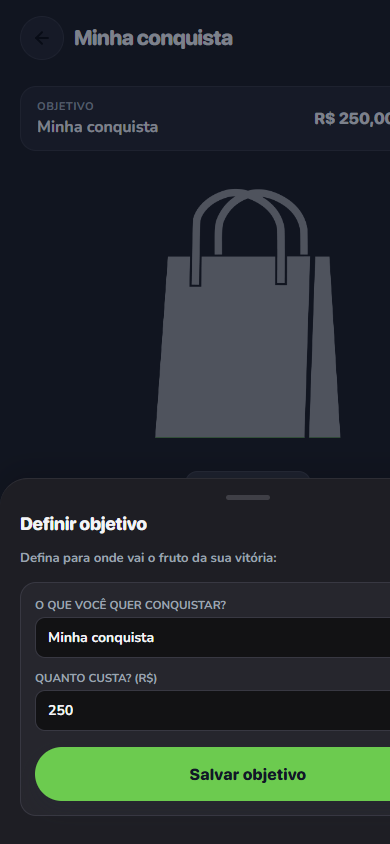 Minha conquista
OBJETIVO
Minha conquista
R$ 250,00
Definir objetivo
Defina para onde vai o fruto da sua vitória:
O QUE VOCÊ QUER CONQUISTAR?
Minha conquista
QUANTO CUSTA? (R$)
250
Salvar objetivo